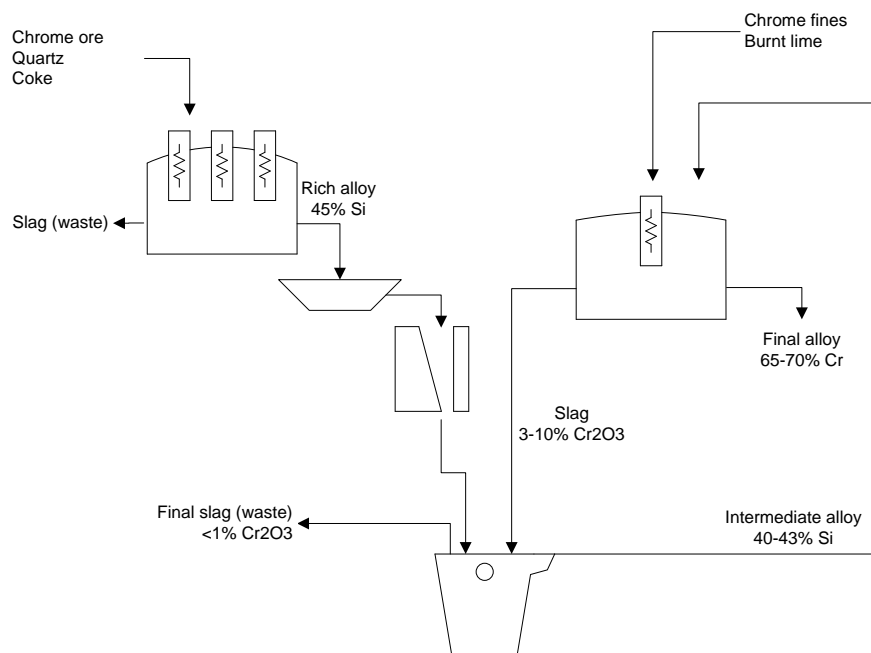 Chrome ore
Quartz
Coke
Chrome fines
Burnt lime
Rich alloy
45% Si
Slag (waste)
Final alloy
65-70% Cr
Slag
3-10% Cr2O3
Final slag (waste)
<1% Cr2O3
Intermediate alloy
40-43% Si